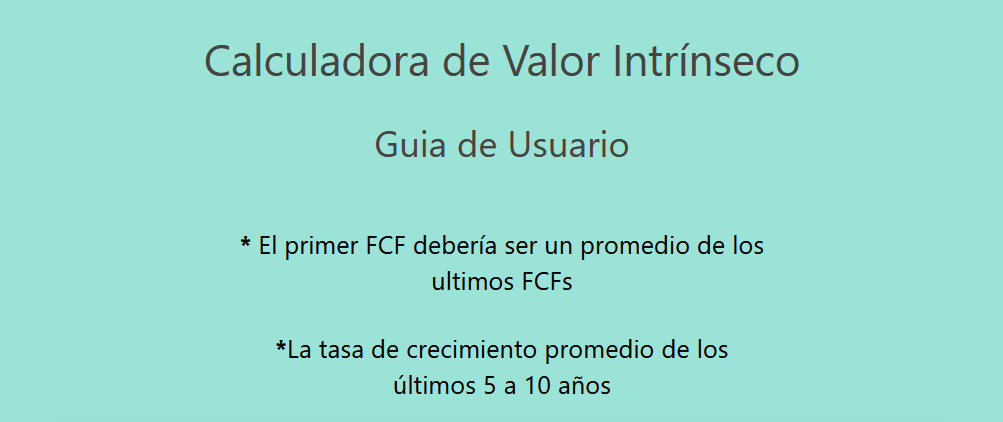 Calculadora de Valor Intrínseco
Guia de Usuario
* El primer FCF debería ser un promedio de los
ultimos FCFs
*La tasa de crecimiento promedio de los
últimos 5 a 10 años